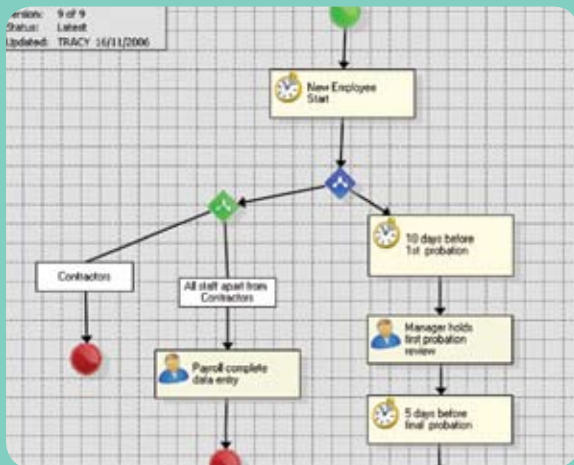 Version: 9 of 9
Status: Latest
Updated: TRACY 16/11/2006
New Employee
Start
10 days before
1st probation
Contractors
All staff apart from
Contractors
Manager holds
first probation
review
Payroll complete
data entry
5 days before
final probation